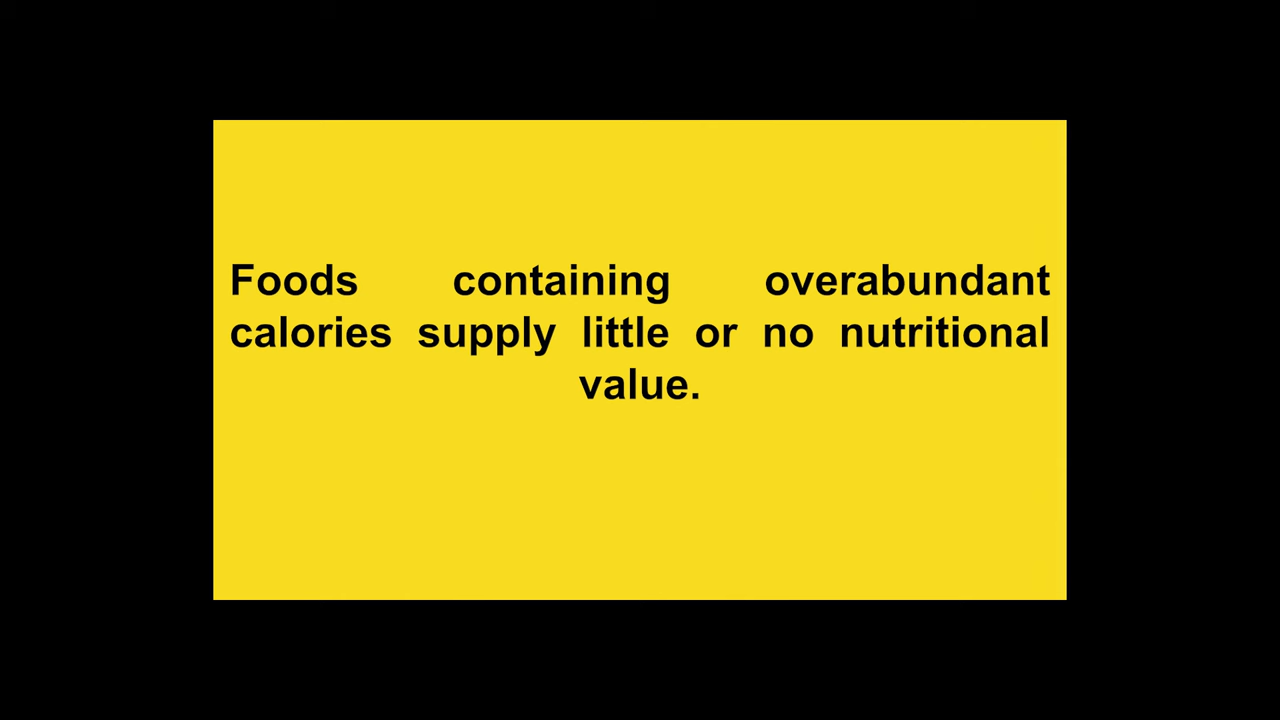 Foods containing overabundant
calories supply little or no nutritional
value.